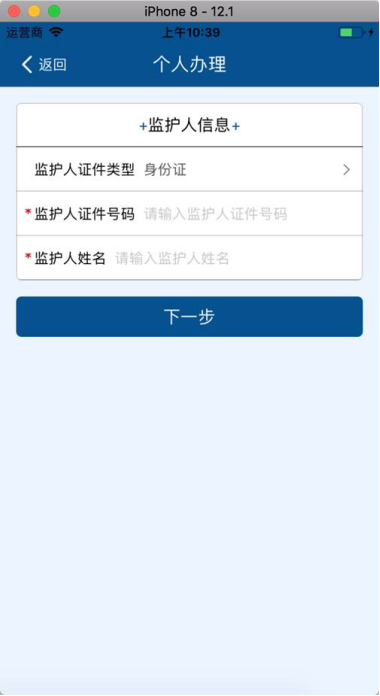 iPhone 8 - 12.1
运营商 上午10:39
返回 个人办理
+监护人信息+
监护人证件类型 身份证
*监护人证件号码 请输入监护人证件号码
*监护人姓名 请输入监护人姓名
下一步